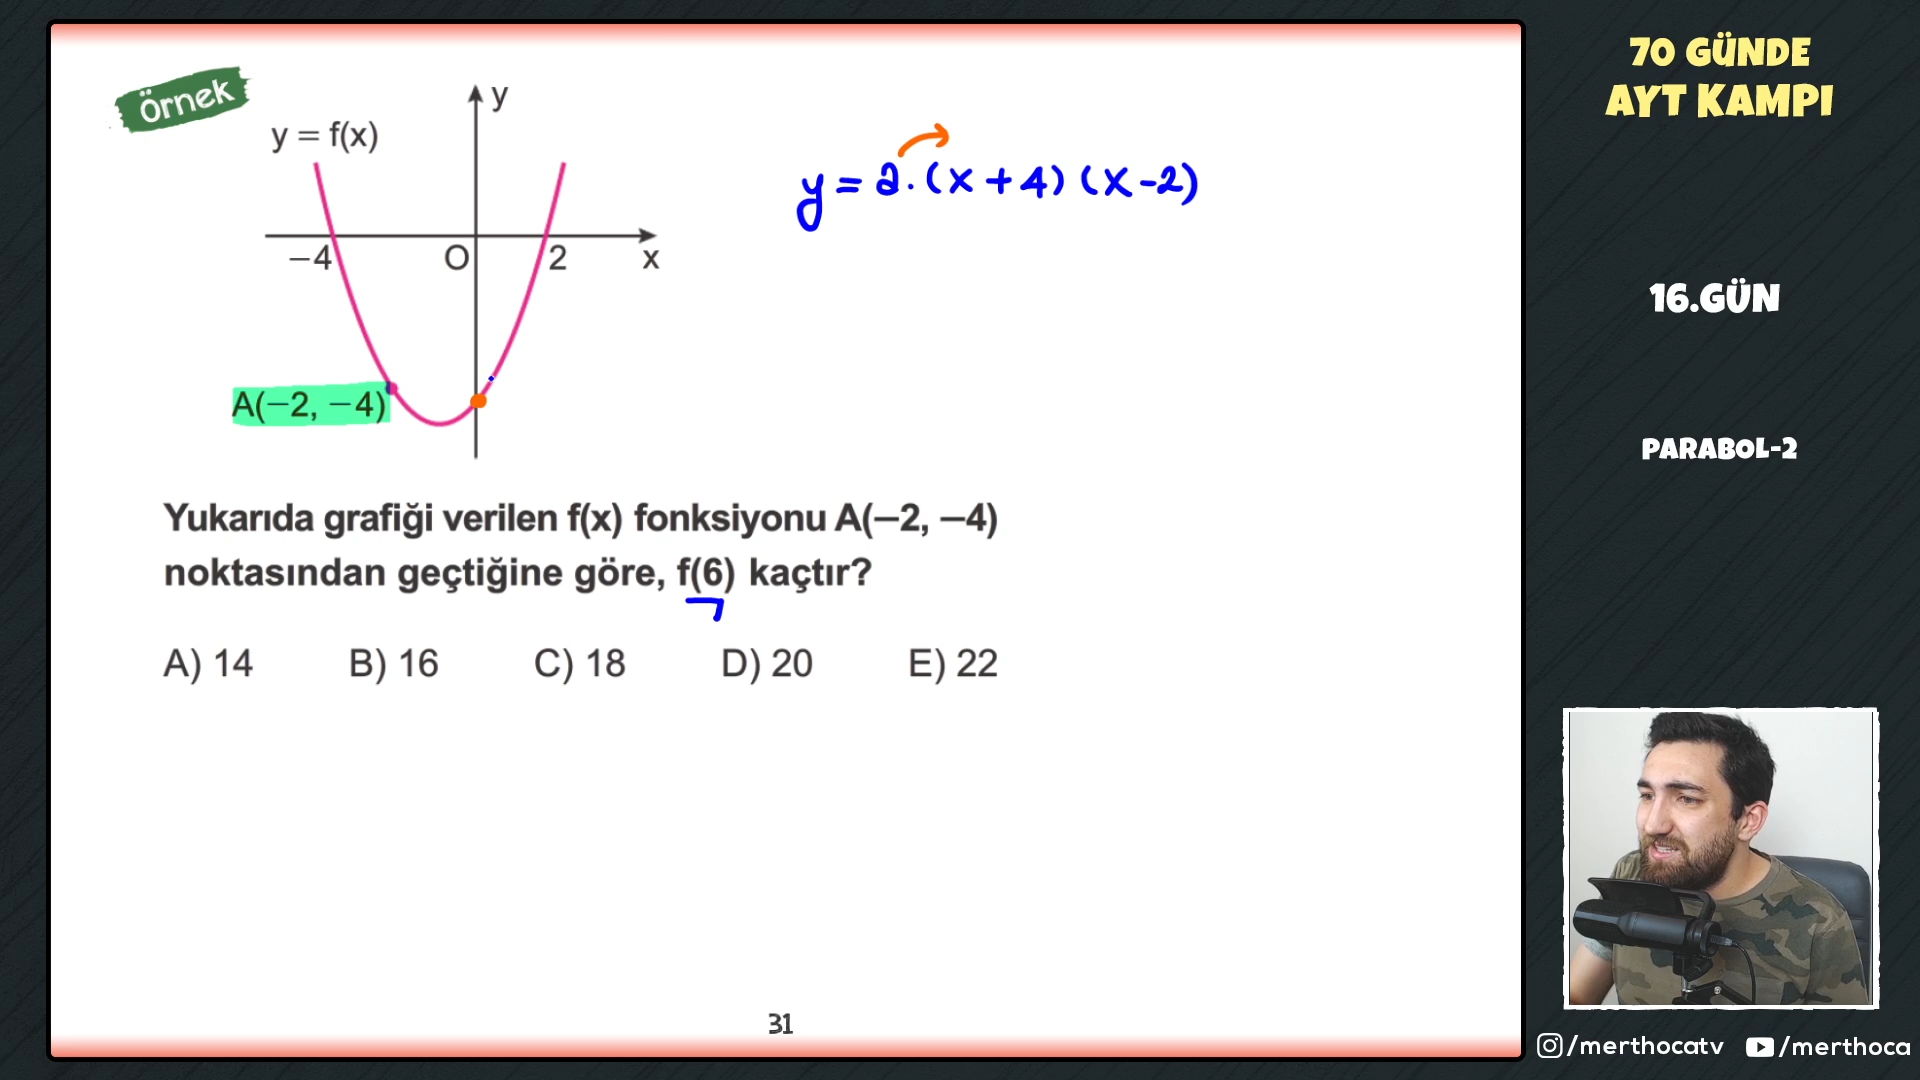 Örnek
y = f(x)
y
−4
O
2
x
A(−2, −4)
y = a.(x+4)(x-2)
Yukarıda grafiği verilen f(x) fonksiyonu A(−2, −4)
noktasından geçtiğine göre, f(6) kaçtır?
A) 14 B) 16 C) 18 D) 20 E) 22
31
70 GÜNDE
AYT KAMPI
16.GÜN
PARABOL-2
/merthocatv /merthoca